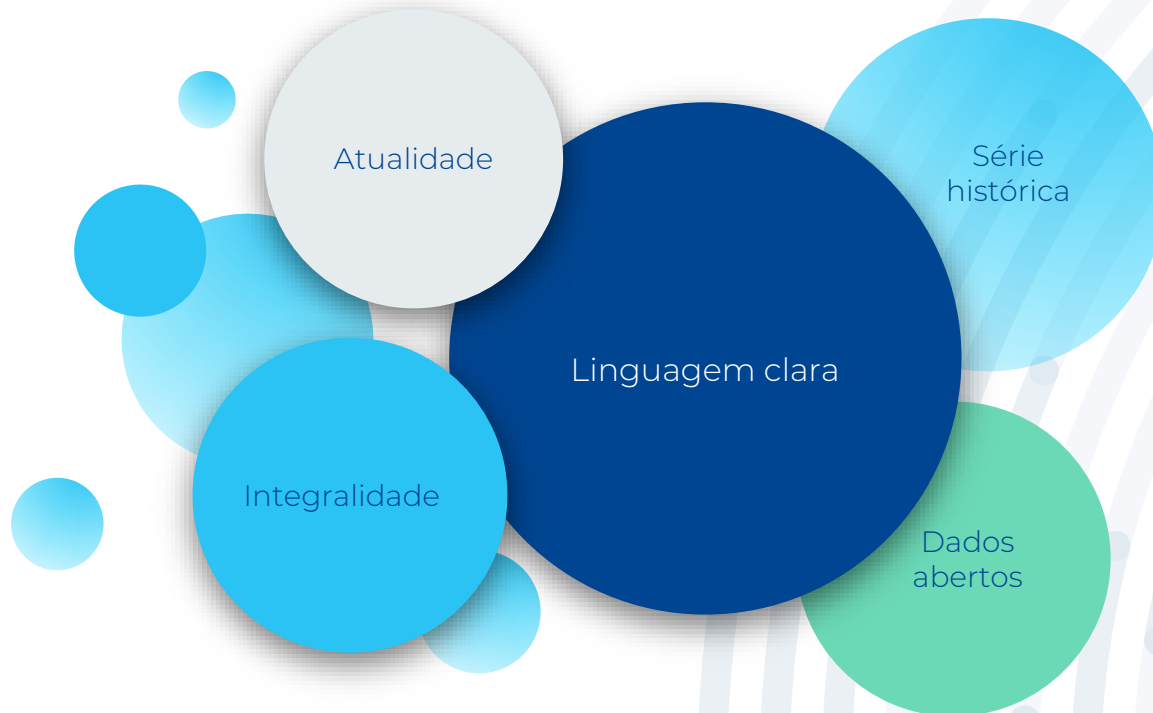 Atualidade
Série
histórica
Linguagem clara
Integralidade
Dados
abertos